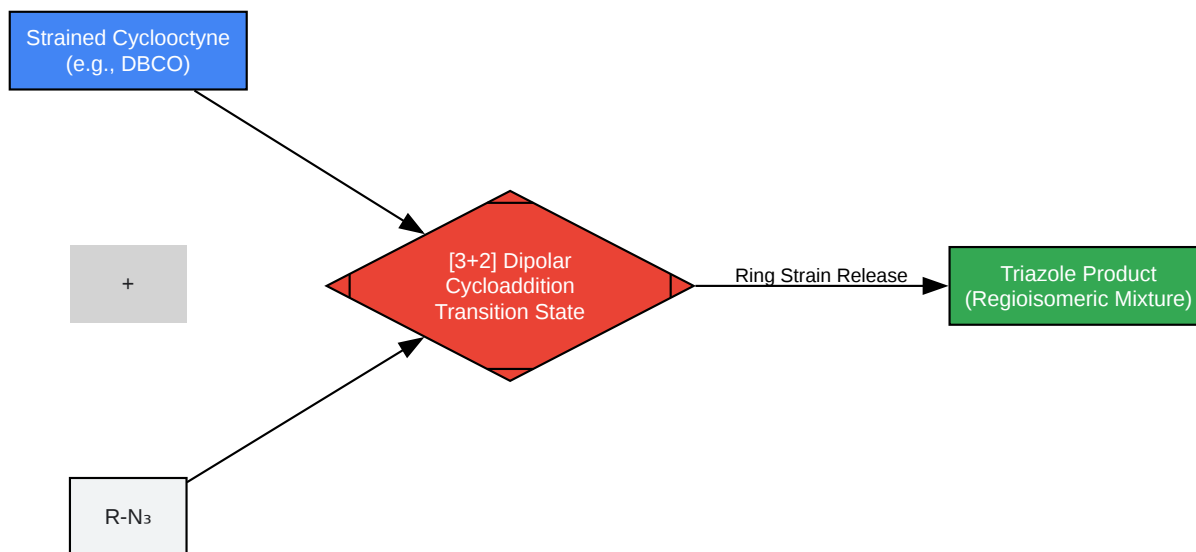 Strained Cyclooctyne
(e.g., DBCO)
+
R-N₃
[3+2] Dipolar
Cycloaddition
Transition State
Ring Strain Release
Triazole Product
(Regioisomeric Mixture)